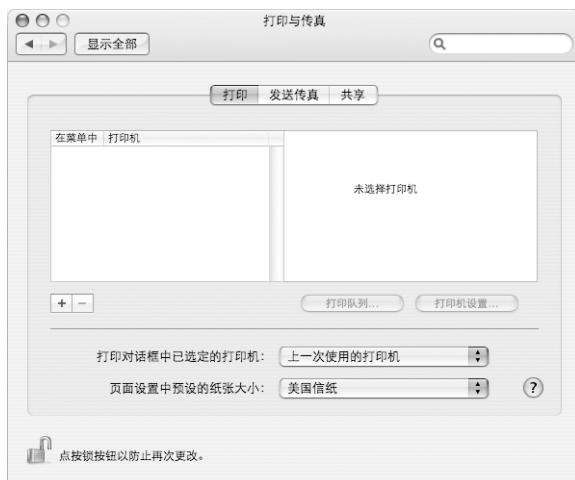 打印与传真
显示全部
打印 发送传真 共享
在菜单中 打印机
未选择打印机
+ −
打印队列... 打印机设置...
打印对话框中已选定的打印机: 上一次使用的打印机
页面设置中预设的纸张大小: 美国信纸 ?
点按锁按钮以防止再次更改。